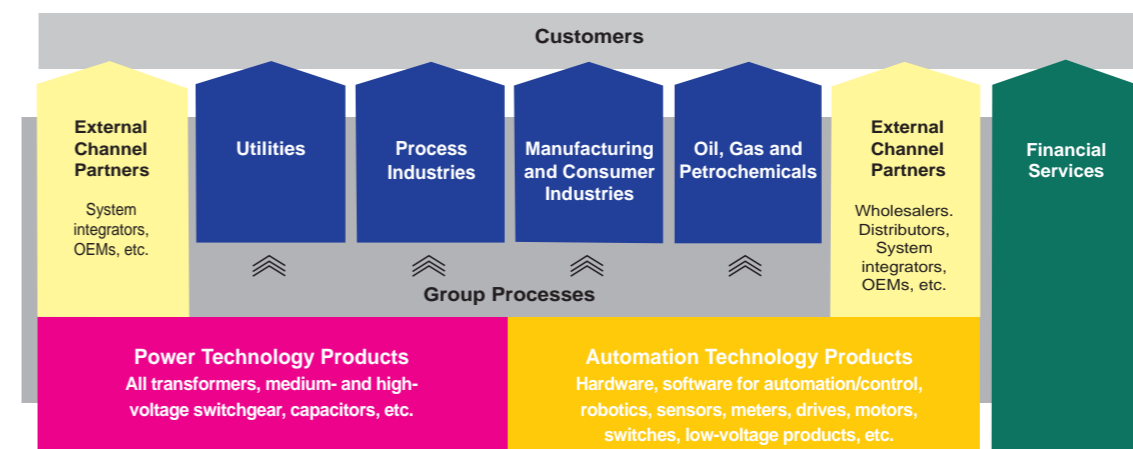 Customers
External
Channel
Partners
System
integrators,
OEMs, etc.
Utilities
Process
Industries
Manufacturing
and Consumer
Industries
Oil, Gas and
Petrochemicals
External
Channel
Partners
Wholesalers.
Distributors,
System
integrators,
OEMs, etc.
Financial
Services
Group Processes
Power Technology Products
All transformers, medium- and high-
voltage switchgear, capacitors, etc.
Automation Technology Products
Hardware, software for automation/control,
robotics, sensors, meters, drives, motors,
switches, low-voltage products, etc.